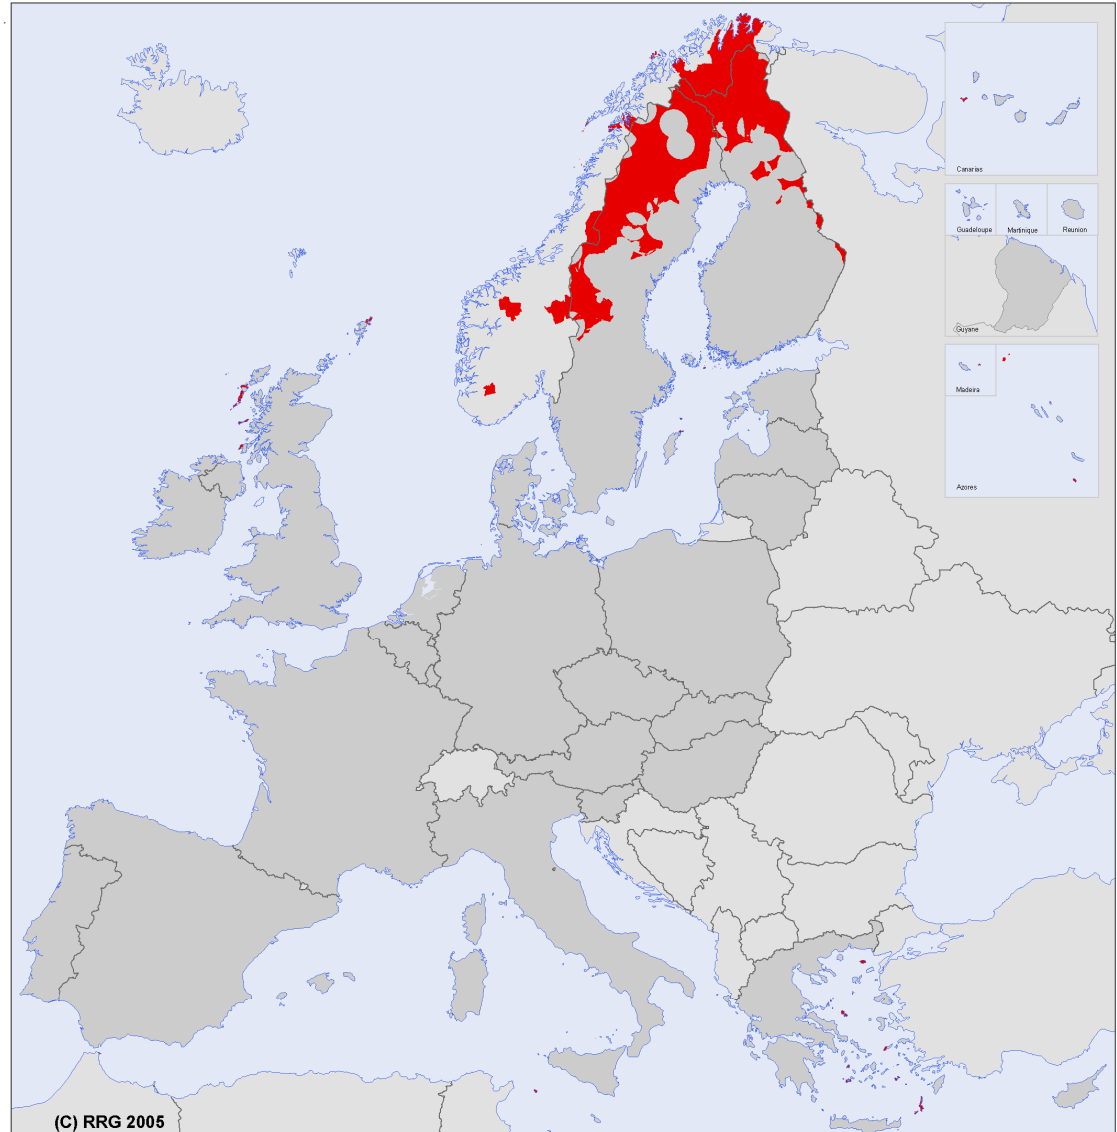 Canarias
Guadeloupe
Martinique
Reunion
Guyane
Madeira
Azores
(C) RRG 2005